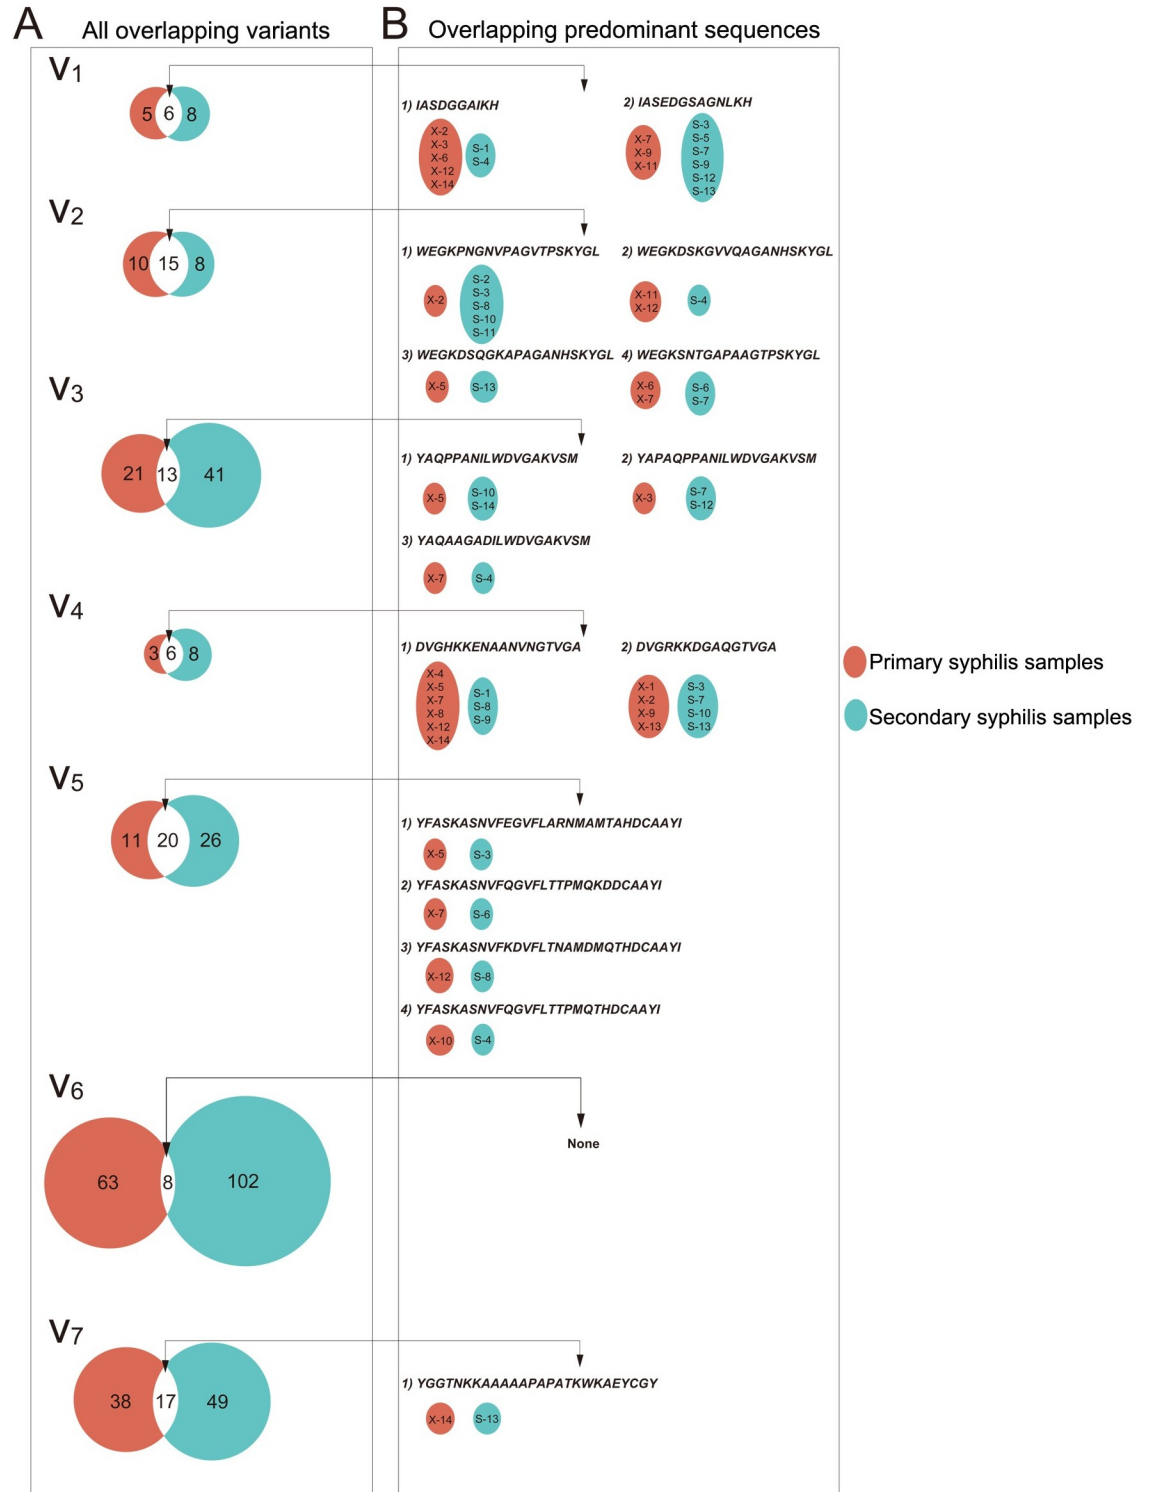 A All overlapping variants B Overlapping predominant sequences
V1
5 6 8
1) IASDGGAIKH
X-2
X-3
X-6
X-12
X-14
S-1
S-4
2) IASEDGSAGNLKH
X-7
X-9
X-11
S-3
S-5
S-7
S-9
S-12
S-13
V2
10 15 8
1) WEGKPNGNVPAGVTPSKYGL
X-2
S-2
S-3
S-8
S-10
S-11
2) WEGKDSKGVVQAGANHSKYGL
X-11
X-12
S-4
3) WEGKDSQGKAPAGANHSKYGL
X-5
S-13
4) WEGKSNTGAPAAGTPSKYGL
X-6
X-7
S-6
S-7
V3
21 13 41
1) YAQPPANILWDVGAKVSM
X-5
S-10
S-14
2) YAPAQPPANILWDVGAKVSM
X-3
S-7
S-12
3) YAQAAGADILWDVGAKVSM
X-7
S-4
V4
3 6 8
1) DVGHKKENAANVNGTVGA
X-4
X-5
X-7
X-8
X-12
X-14
S-1
S-8
S-9
2) DVGRKKDGAQGTVGA
X-1
X-2
X-9
X-13
S-3
S-7
S-10
S-13
Primary syphilis samples
Secondary syphilis samples
V5
11 20 26
1) YFASKASNVFEGVFLARNMAMTAHDCAAYI
X-5
S-3
2) YFASKASNVFQGVFLTTPMQKDDCAAYI
X-7
S-6
3) YFASKASNVFKDVFLTNAMDMQTHDCAAYI
X-12
S-8
4) YFASKASNVFQGVFLTTPMQTHDCAAYI
X-10
S-4
V6
63 8 102
None
V7
38 17 49
1) YGGTNKKAAAAAPAPATKWKAEYCGY
X-14
S-13